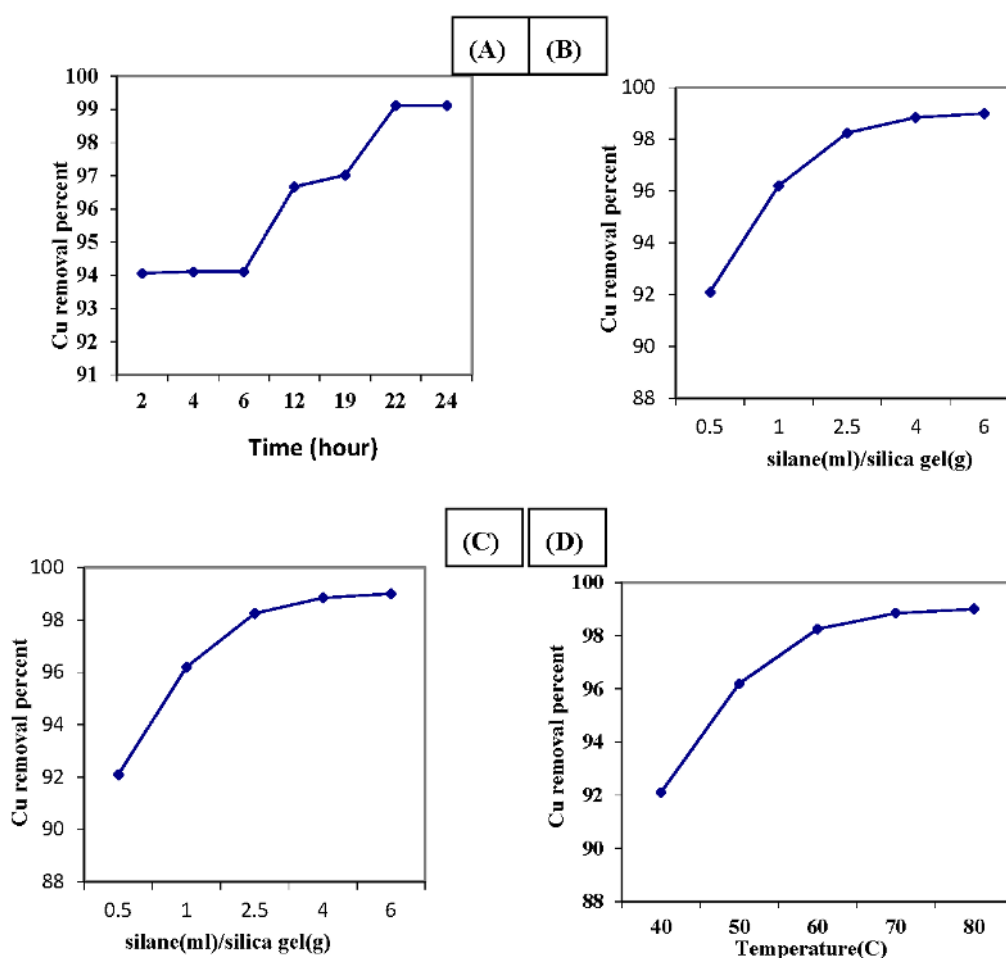 (A) (B)
Cu removal percent
100
99
98
97
96
95
94
93
92
91
2 4 6 12 19 22 24
Time (hour)
Cu removal percent
100
98
96
94
92
90
88
0.5 1 2.5 4 6
silane(ml)/silica gel(g)
(C) (D)
Cu removal percent
100
98
96
94
92
90
88
0.5 1 2.5 4 6
silane(ml)/silica gel(g)
Cu removal percent
100
98
96
94
92
90
88
40 50 60 70 80
Temperature(C)